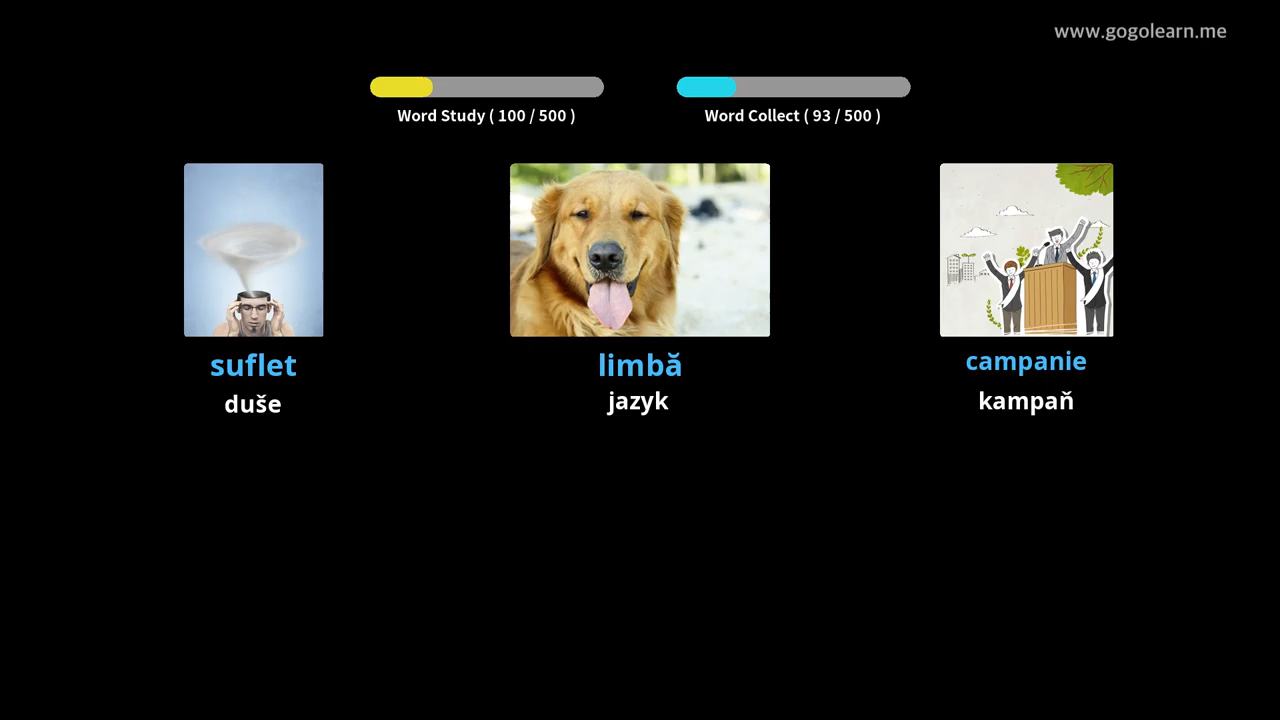 www.gogolearn.me
Word Study ( 100 / 500 )
Word Collect ( 93 / 500 )
suflet
duše
limbă
jazyk
campanie
kampaň